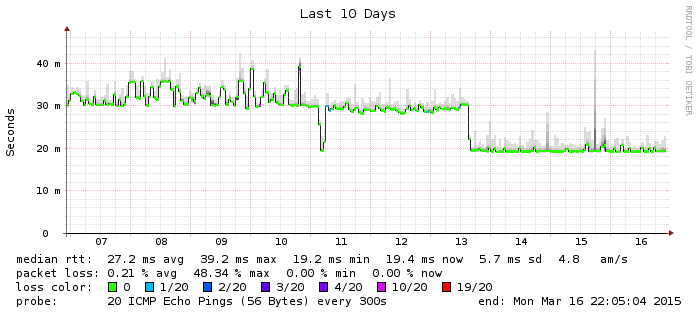 Last 10 Days
RRDTOOL / TOBI OETIKER
Seconds
40 m
30 m
20 m
10 m
0
07 08 09 10 11 12 13 14 15 16
median rtt: 27.2 ms avg 39.2 ms max 19.2 ms min 19.4 ms now 5.7 ms sd 4.8 am/s
packet loss: 0.21 % avg 48.34 % max 0.00 % min 0.00 % now
loss color: 0 1/20 2/20 3/20 4/20 10/20 19/20
probe: 20 ICMP Echo Pings (56 Bytes) every 300s end: Mon Mar 16 22:05:04 2015